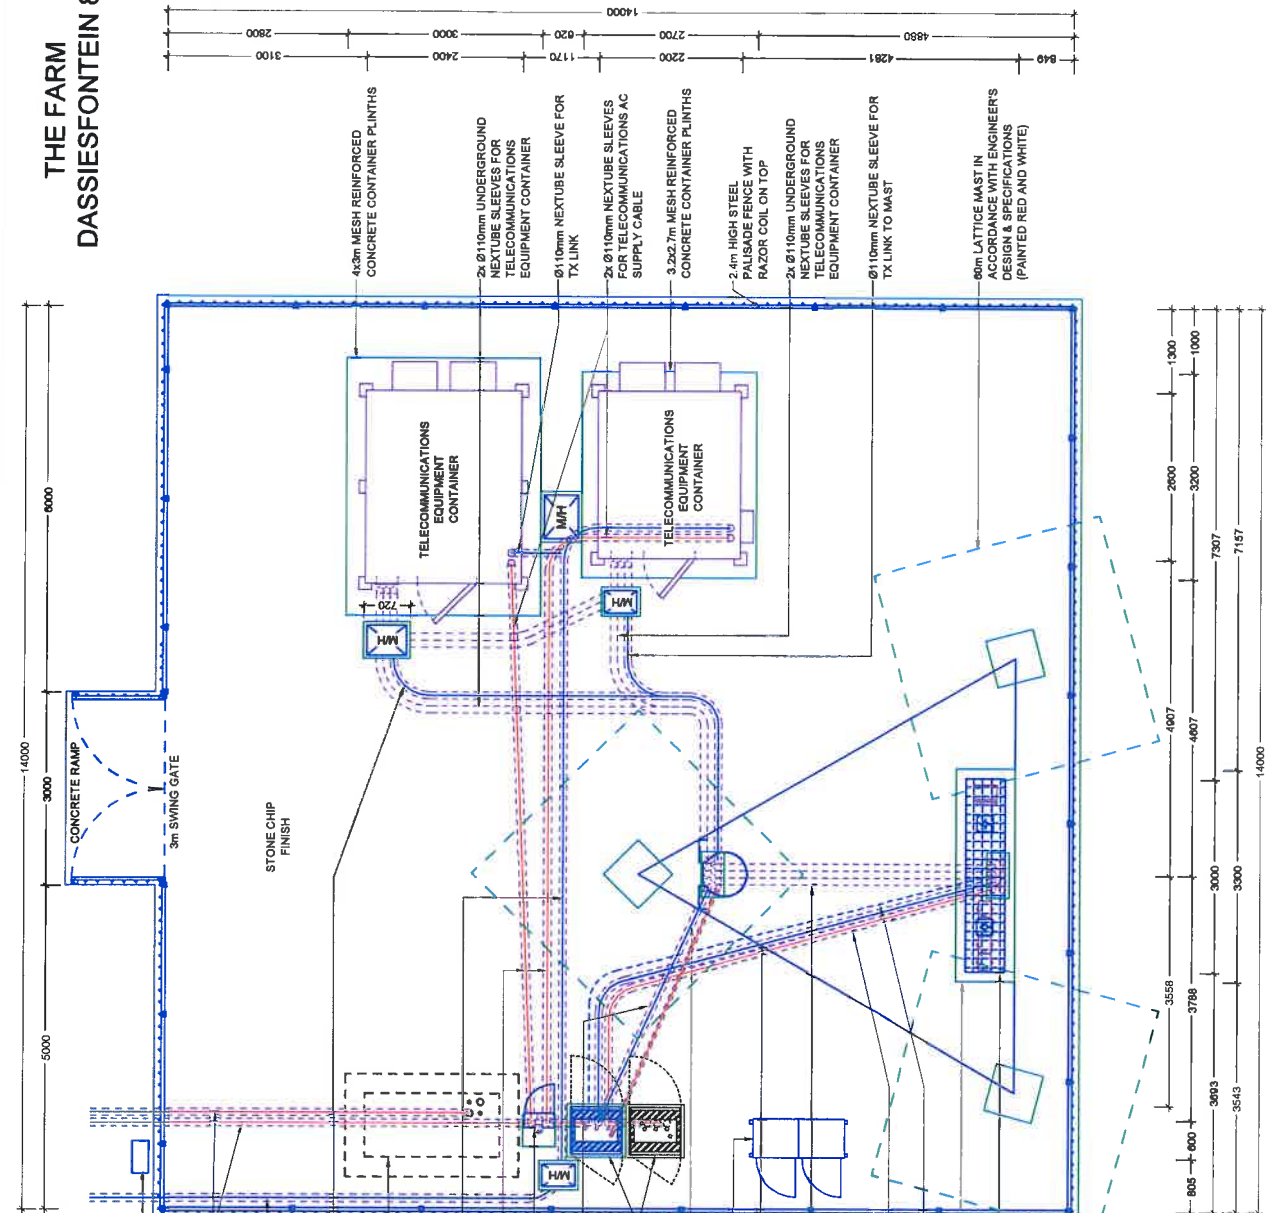 THE FARM
DASSIESFONTEIN 8
14000
2800
3000
620
2700
4880
3100
2400
1170
2200
4281
849
4x3m MESH REINFORCED
CONCRETE CONTAINER PLINTHS
2x Ø110mm UNDERGROUND
NEXTUBE SLEEVES FOR
TELECOMMUNICATIONS
EQUIPMENT CONTAINER
Ø110mm NEXTUBE SLEEVE FOR
TX LINK
2x Ø110mm NEXTUBE SLEEVES
FOR TELECOMMUNICATIONS AC
SUPPLY CABLE
3.2x2.7m MESH REINFORCED
CONCRETE CONTAINER PLINTHS
2.4m HIGH STEEL
PALISADE FENCE WITH
RAZOR COIL ON TOP
2x Ø110mm UNDERGROUND
NEXTUBE SLEEVES FOR
TELECOMMUNICATIONS
EQUIPMENT CONTAINER
Ø110mm NEXTUBE SLEEVE FOR
TX LINK TO MAST
60m LATTICE MAST IN
ACCORDANCE WITH ENGINEER'S
DESIGN & SPECIFICATIONS
(PAINTED RED AND WHITE)
14000
6000
3000
5000
CONCRETE RAMP
3m SWING GATE
STONE CHIP
FINISH
TELECOMMUNICATIONS
EQUIPMENT
CONTAINER
TELECOMMUNICATIONS
EQUIPMENT
CONTAINER
M/H
720
M/H
M/H
M/H
1300
2600
4907
3558
1000
3200
4607
3788
600
805
7307
3000
3693
7157
3300
3543
14000